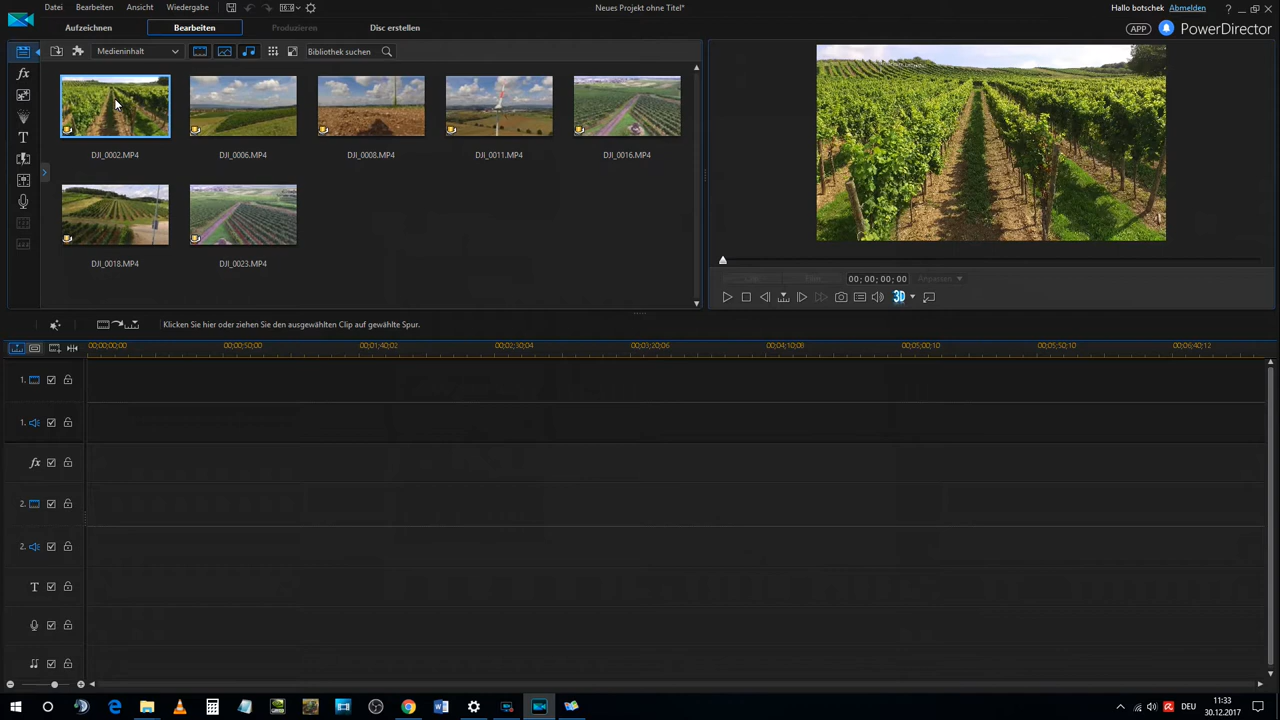 Datei Bearbeiten Ansicht Wiedergabe Neues Projekt ohne Titel* Hallo botschek Abmelden ?
Aufzeichnen Bearbeiten Produzieren Disc erstellen APP PowerDirector
Medieninhalt Bibliothek suchen
DJI_0002.MP4 DJI_0006.MP4 DJI_0008.MP4 DJI_0011.MP4 DJI_0016.MP4
DJI_0018.MP4 DJI_0023.MP4
00;00;00;00 Anpassen
3D
Klicken Sie hier oder ziehen Sie den ausgewählten Clip auf gewählte Spur.
00;00;00;00 00;00;50;00 00;01;40;02 00;02;30;04 00;03;20;06 00;04;10;08 00;05;00;10 00;05;50;10 00;06;40;12
1.
1.
fx
2.
2.
T
DEU 11:33
30.12.2017